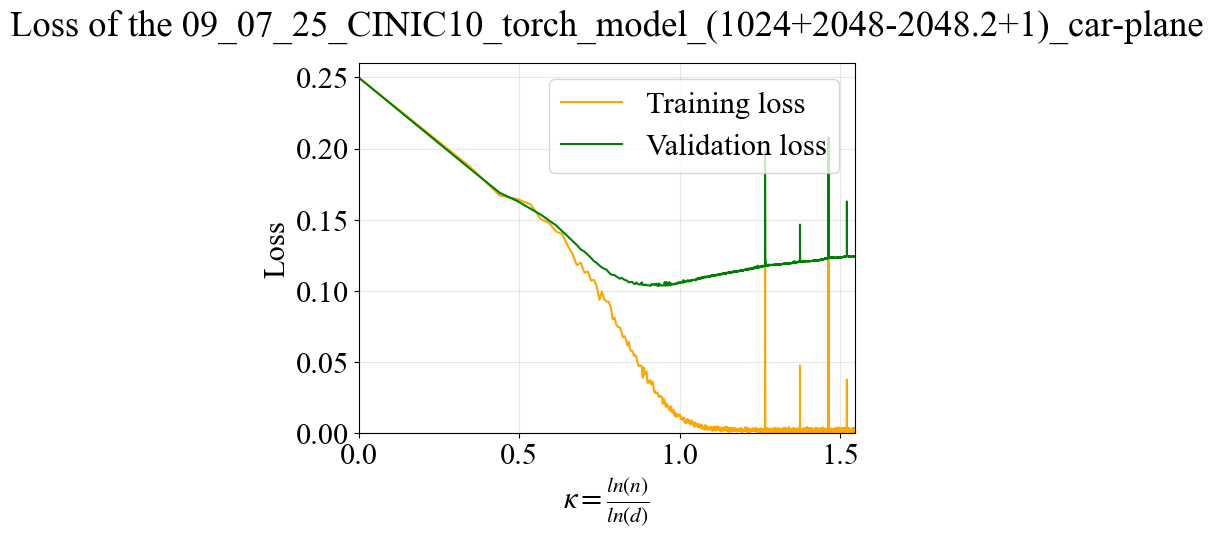 Loss of the 09_07_25_CINIC10_torch_model_(1024+2048-2048.2+1)_car-plane
0.25
0.20
0.15
0.10
0.05
0.00
Loss
Training loss
Validation loss
0.0 0.5 1.0 1.5
κ = ln(n)/ln(d)